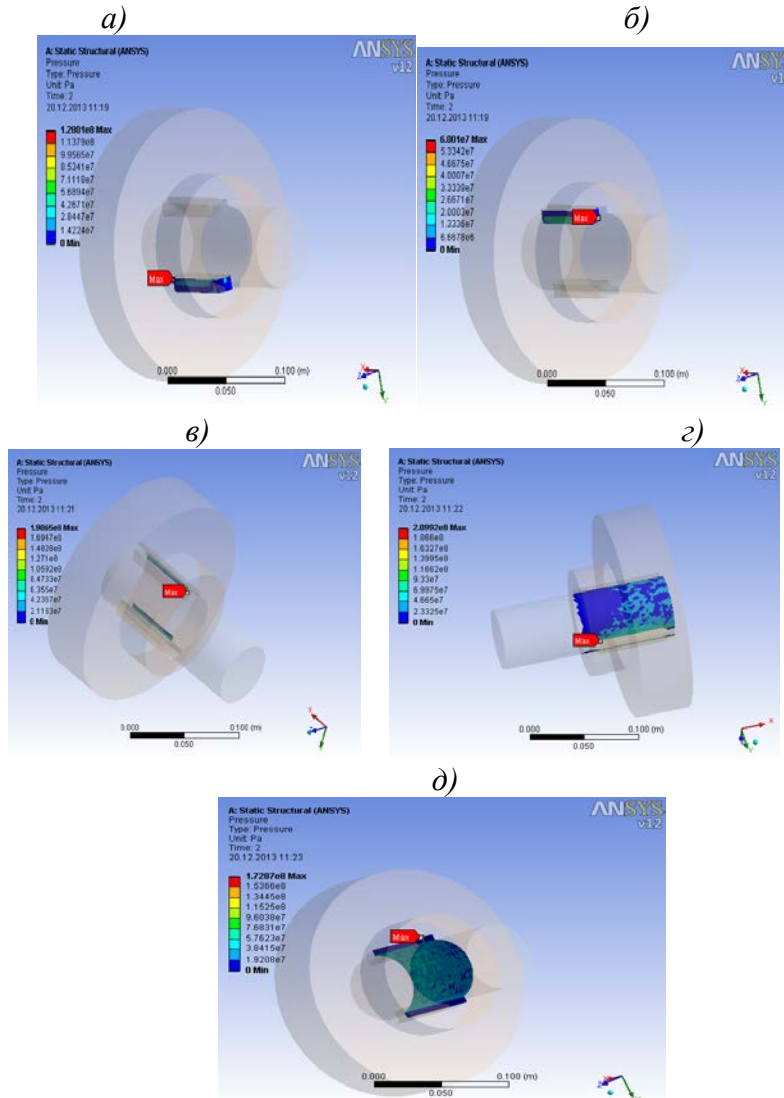 а)
б)
A: Static Structural (ANSYS)
Pressure
Type: Pressure
Unit: Pa
Time: 2
20.12.2013 11:19
1.2801e8 Max
1.1379e8
9.9565e7
8.5341e7
7.1118e7
5.6894e7
4.2671e7
2.8447e7
1.4224e7
0 Min
ANSYS
v12
Max
0.000
0.100 (m)
0.050
X
Z
Y
A: Static Structural (ANSYS)
Pressure
Type: Pressure
Unit: Pa
Time: 2
20.12.2013 11:19
6.001e7 Max
5.3342e7
4.6675e7
4.0007e7
3.3339e7
2.6671e7
2.0003e7
1.3336e7
6.6678e6
0 Min
ANSYS
v1
Max
0.000
0.100 (m)
0.050
X
Z
Y
в)
г)
A: Static Structural (ANSYS)
Pressure
Type: Pressure
Unit: Pa
Time: 2
20.12.2013 11:21
1.9065e8 Max
1.6947e8
1.4828e8
1.271e8
1.0592e8
8.4733e7
6.355e7
4.2367e7
2.1183e7
0 Min
ANSYS
v12
Max
0.000
0.100 (m)
0.050
A: Static Structural (ANSYS)
Pressure
Type: Pressure
Unit: Pa
Time: 2
20.12.2013 11:22
2.0992e8 Max
1.866e8
1.6327e8
1.3995e8
1.1662e8
9.33e7
6.9975e7
4.665e7
2.3325e7
0 Min
ANSYS
v12
Max
0.000
0.100 (m)
0.050
X
д)
A: Static Structural (ANSYS)
Pressure
Type: Pressure
Unit: Pa
Time: 2
20.12.2013 11:23
1.7287e8 Max
1.5366e8
1.3445e8
1.1525e8
9.6038e7
7.6831e7
5.7623e7
3.8415e7
1.9208e7
0 Min
ANSYS
v12
Max
0.000
0.100 (m)
0.050